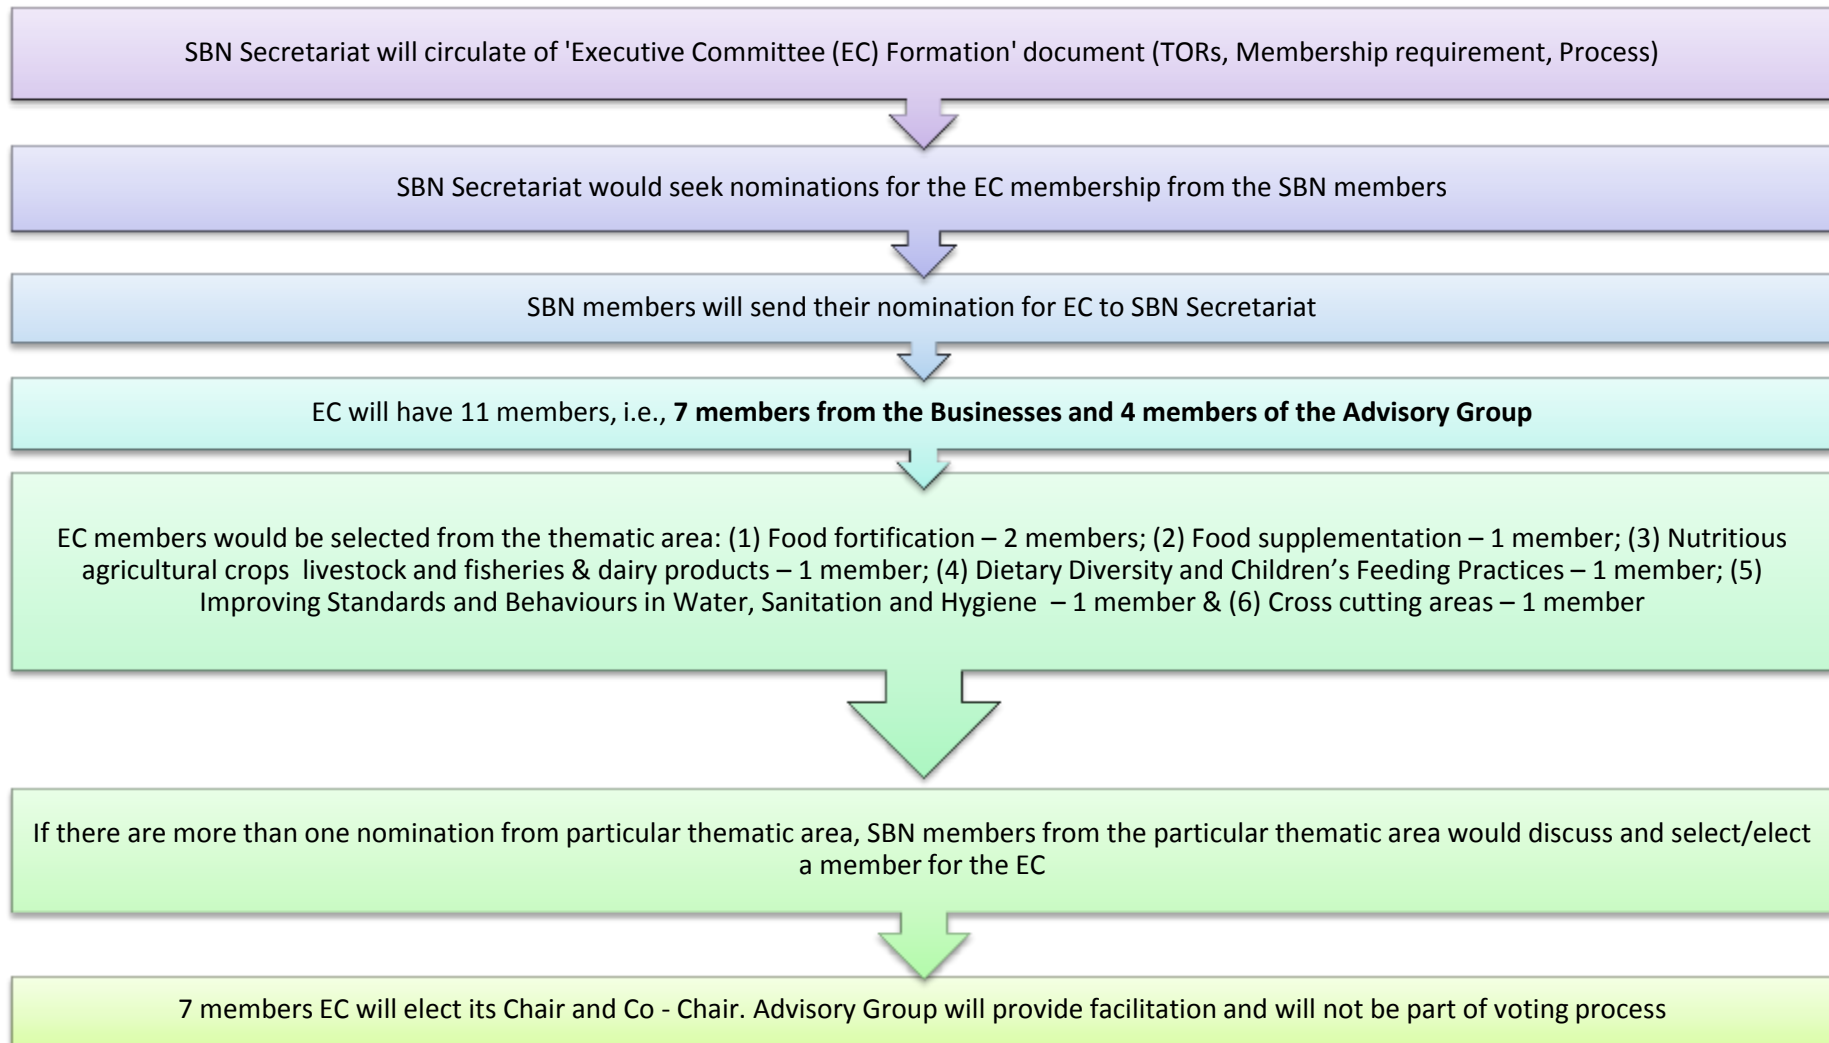 SBN Secretariat will circulate of 'Executive Committee (EC) Formation' document (TORs, Membership requirement, Process)
SBN Secretariat would seek nominations for the EC membership from the SBN members
SBN members will send their nomination for EC to SBN Secretariat
EC will have 11 members, i.e., 7 members from the Businesses and 4 members of the Advisory Group
EC members would be selected from the thematic area: (1) Food fortification – 2 members; (2) Food supplementation – 1 member; (3) Nutritious
agricultural crops livestock and fisheries & dairy products – 1 member; (4) Dietary Diversity and Children’s Feeding Practices – 1 member; (5)
Improving Standards and Behaviours in Water, Sanitation and Hygiene – 1 member & (6) Cross cutting areas – 1 member
If there are more than one nomination from particular thematic area, SBN members from the particular thematic area would discuss and select/elect
a member for the EC
7 members EC will elect its Chair and Co - Chair. Advisory Group will provide facilitation and will not be part of voting process